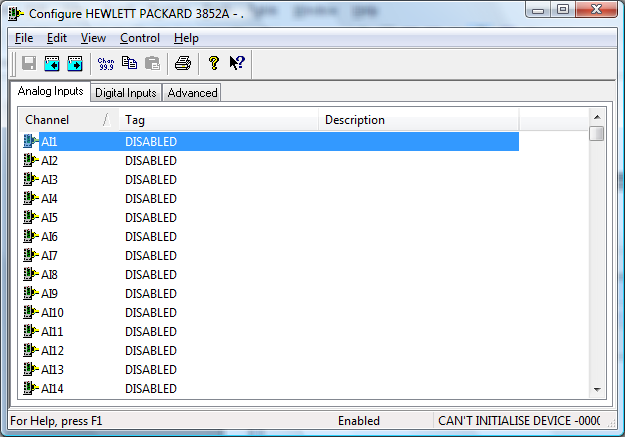 Configure HEWLETT PACKARD 3852A - .
File Edit View Control Help
Chan 99.9
Analog Inputs Digital Inputs Advanced
Channel / Tag Description
AI1 DISABLED
AI2 DISABLED
AI3 DISABLED
AI4 DISABLED
AI5 DISABLED
AI6 DISABLED
AI7 DISABLED
AI8 DISABLED
AI9 DISABLED
AI10 DISABLED
AI11 DISABLED
AI12 DISABLED
AI13 DISABLED
AI14 DISABLED
For Help, press F1 Enabled CAN'T INITIALISE DEVICE -0000